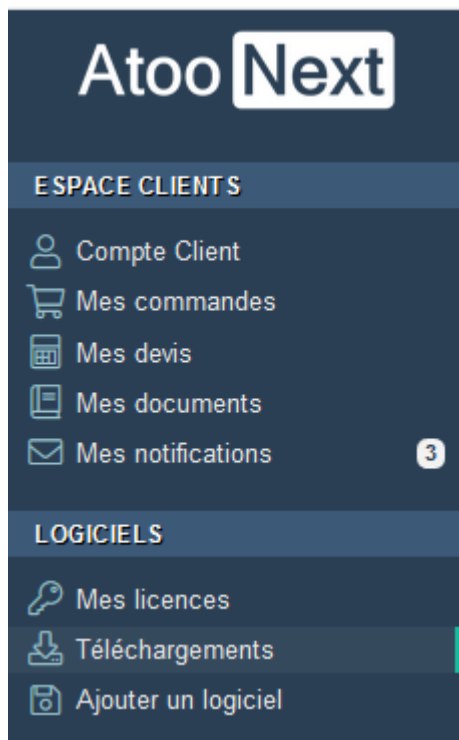 Atoo Next
ESPACE CLIENTS
Compte Client
Mes commandes
Mes devis
Mes documents
Mes notifications 3
LOGICIELS
Mes licences
Téléchargements
Ajouter un logiciel